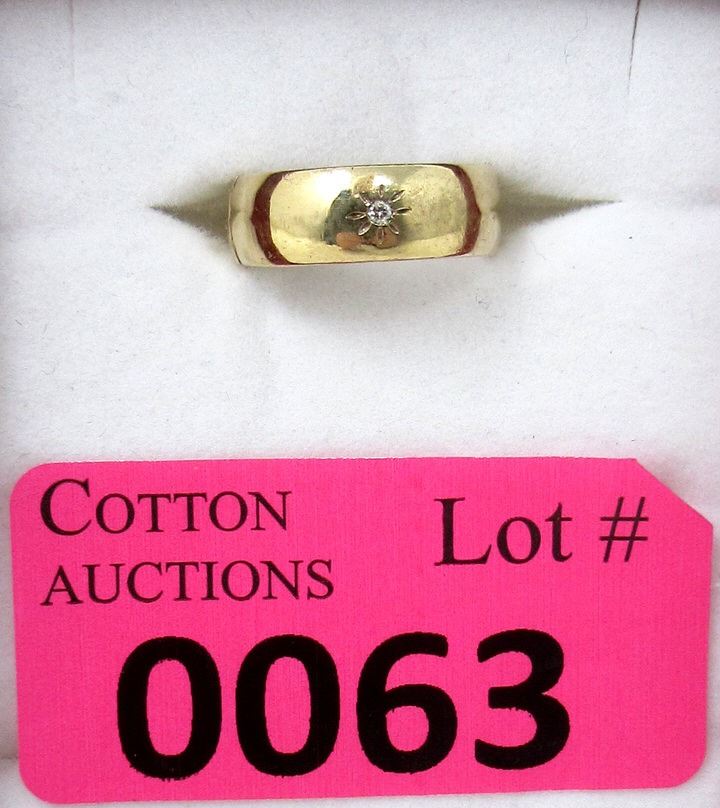 COTTON
AUCTIONS
Lot #
0063